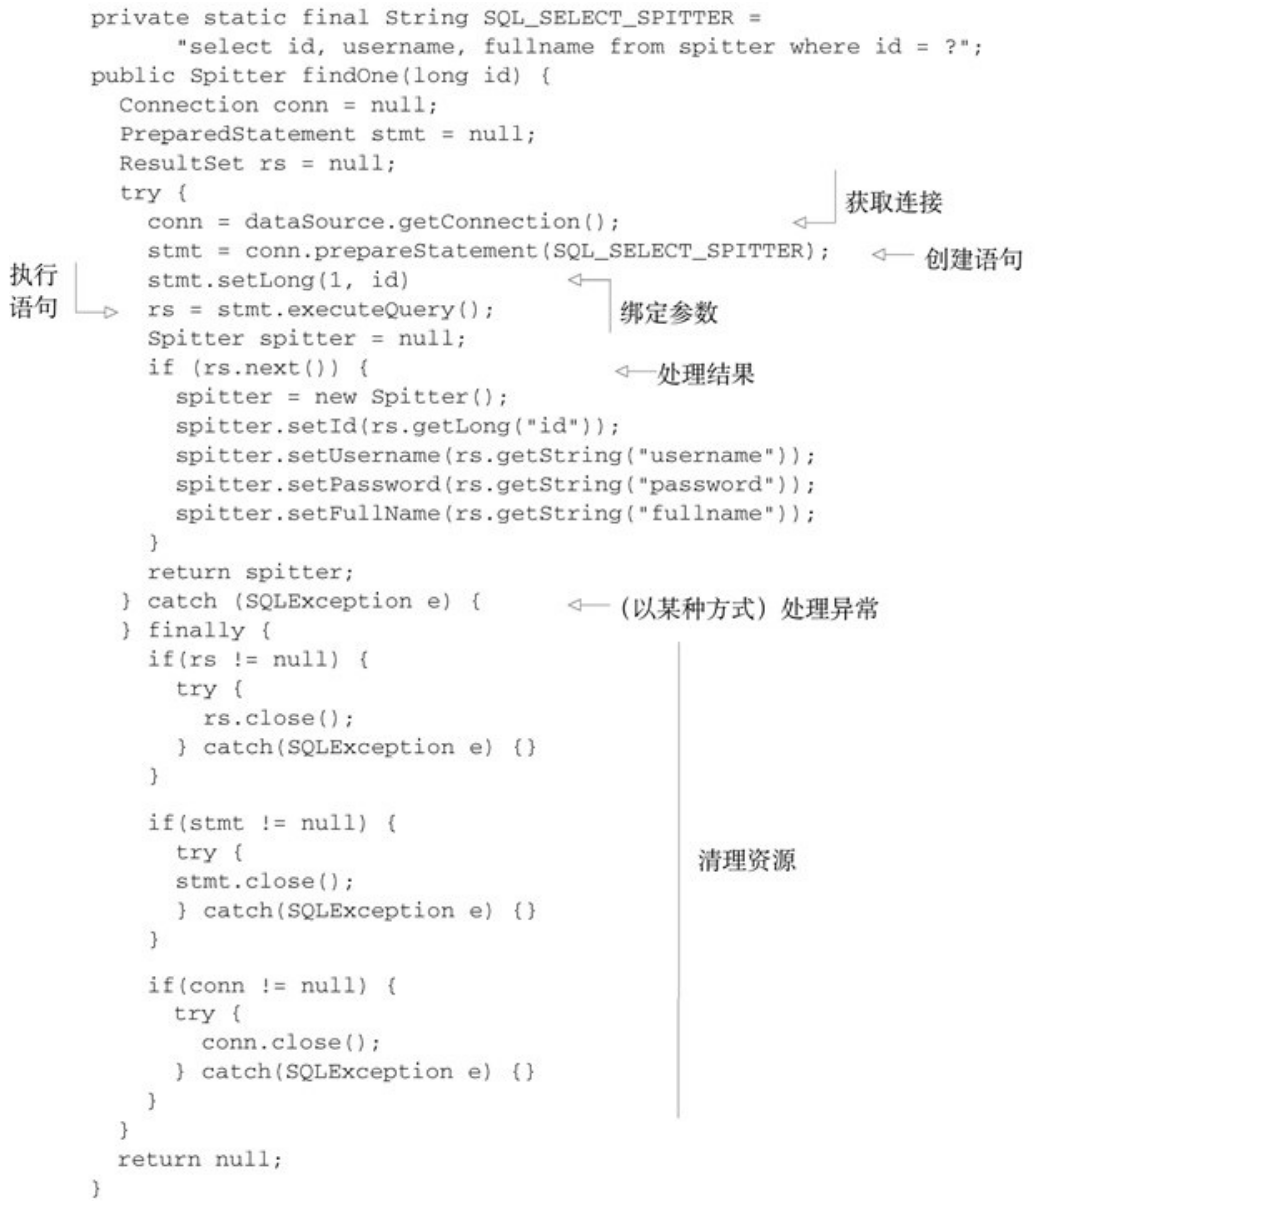 private static final String SQL_SELECT_SPITTER =
"select id, username, fullname from spitter where id = ?";
public Spitter findOne(long id) {
Connection conn = null;
PreparedStatement stmt = null;
ResultSet rs = null;
try {
获取连接
conn = dataSource.getConnection();
stmt = conn.prepareStatement(SQL_SELECT_SPITTER);
创建语句
执行
语句
stmt.setLong(1, id)
绑定参数
rs = stmt.executeQuery();
Spitter spitter = null;
if (rs.next()) {
处理结果
spitter = new Spitter();
spitter.setId(rs.getLong("id"));
spitter.setUsername(rs.getString("username"));
spitter.setPassword(rs.getString("password"));
spitter.setFullName(rs.getString("fullname"));
}
return spitter;
} catch (SQLException e) {
（以某种方式）处理异常
} finally {
if(rs != null) {
try {
rs.close();
} catch(SQLException e) {}
}
if(stmt != null) {
try {
stmt.close();
} catch(SQLException e) {}
}
清理资源
if(conn != null) {
try {
conn.close();
} catch(SQLException e) {}
}
}
return null;
}